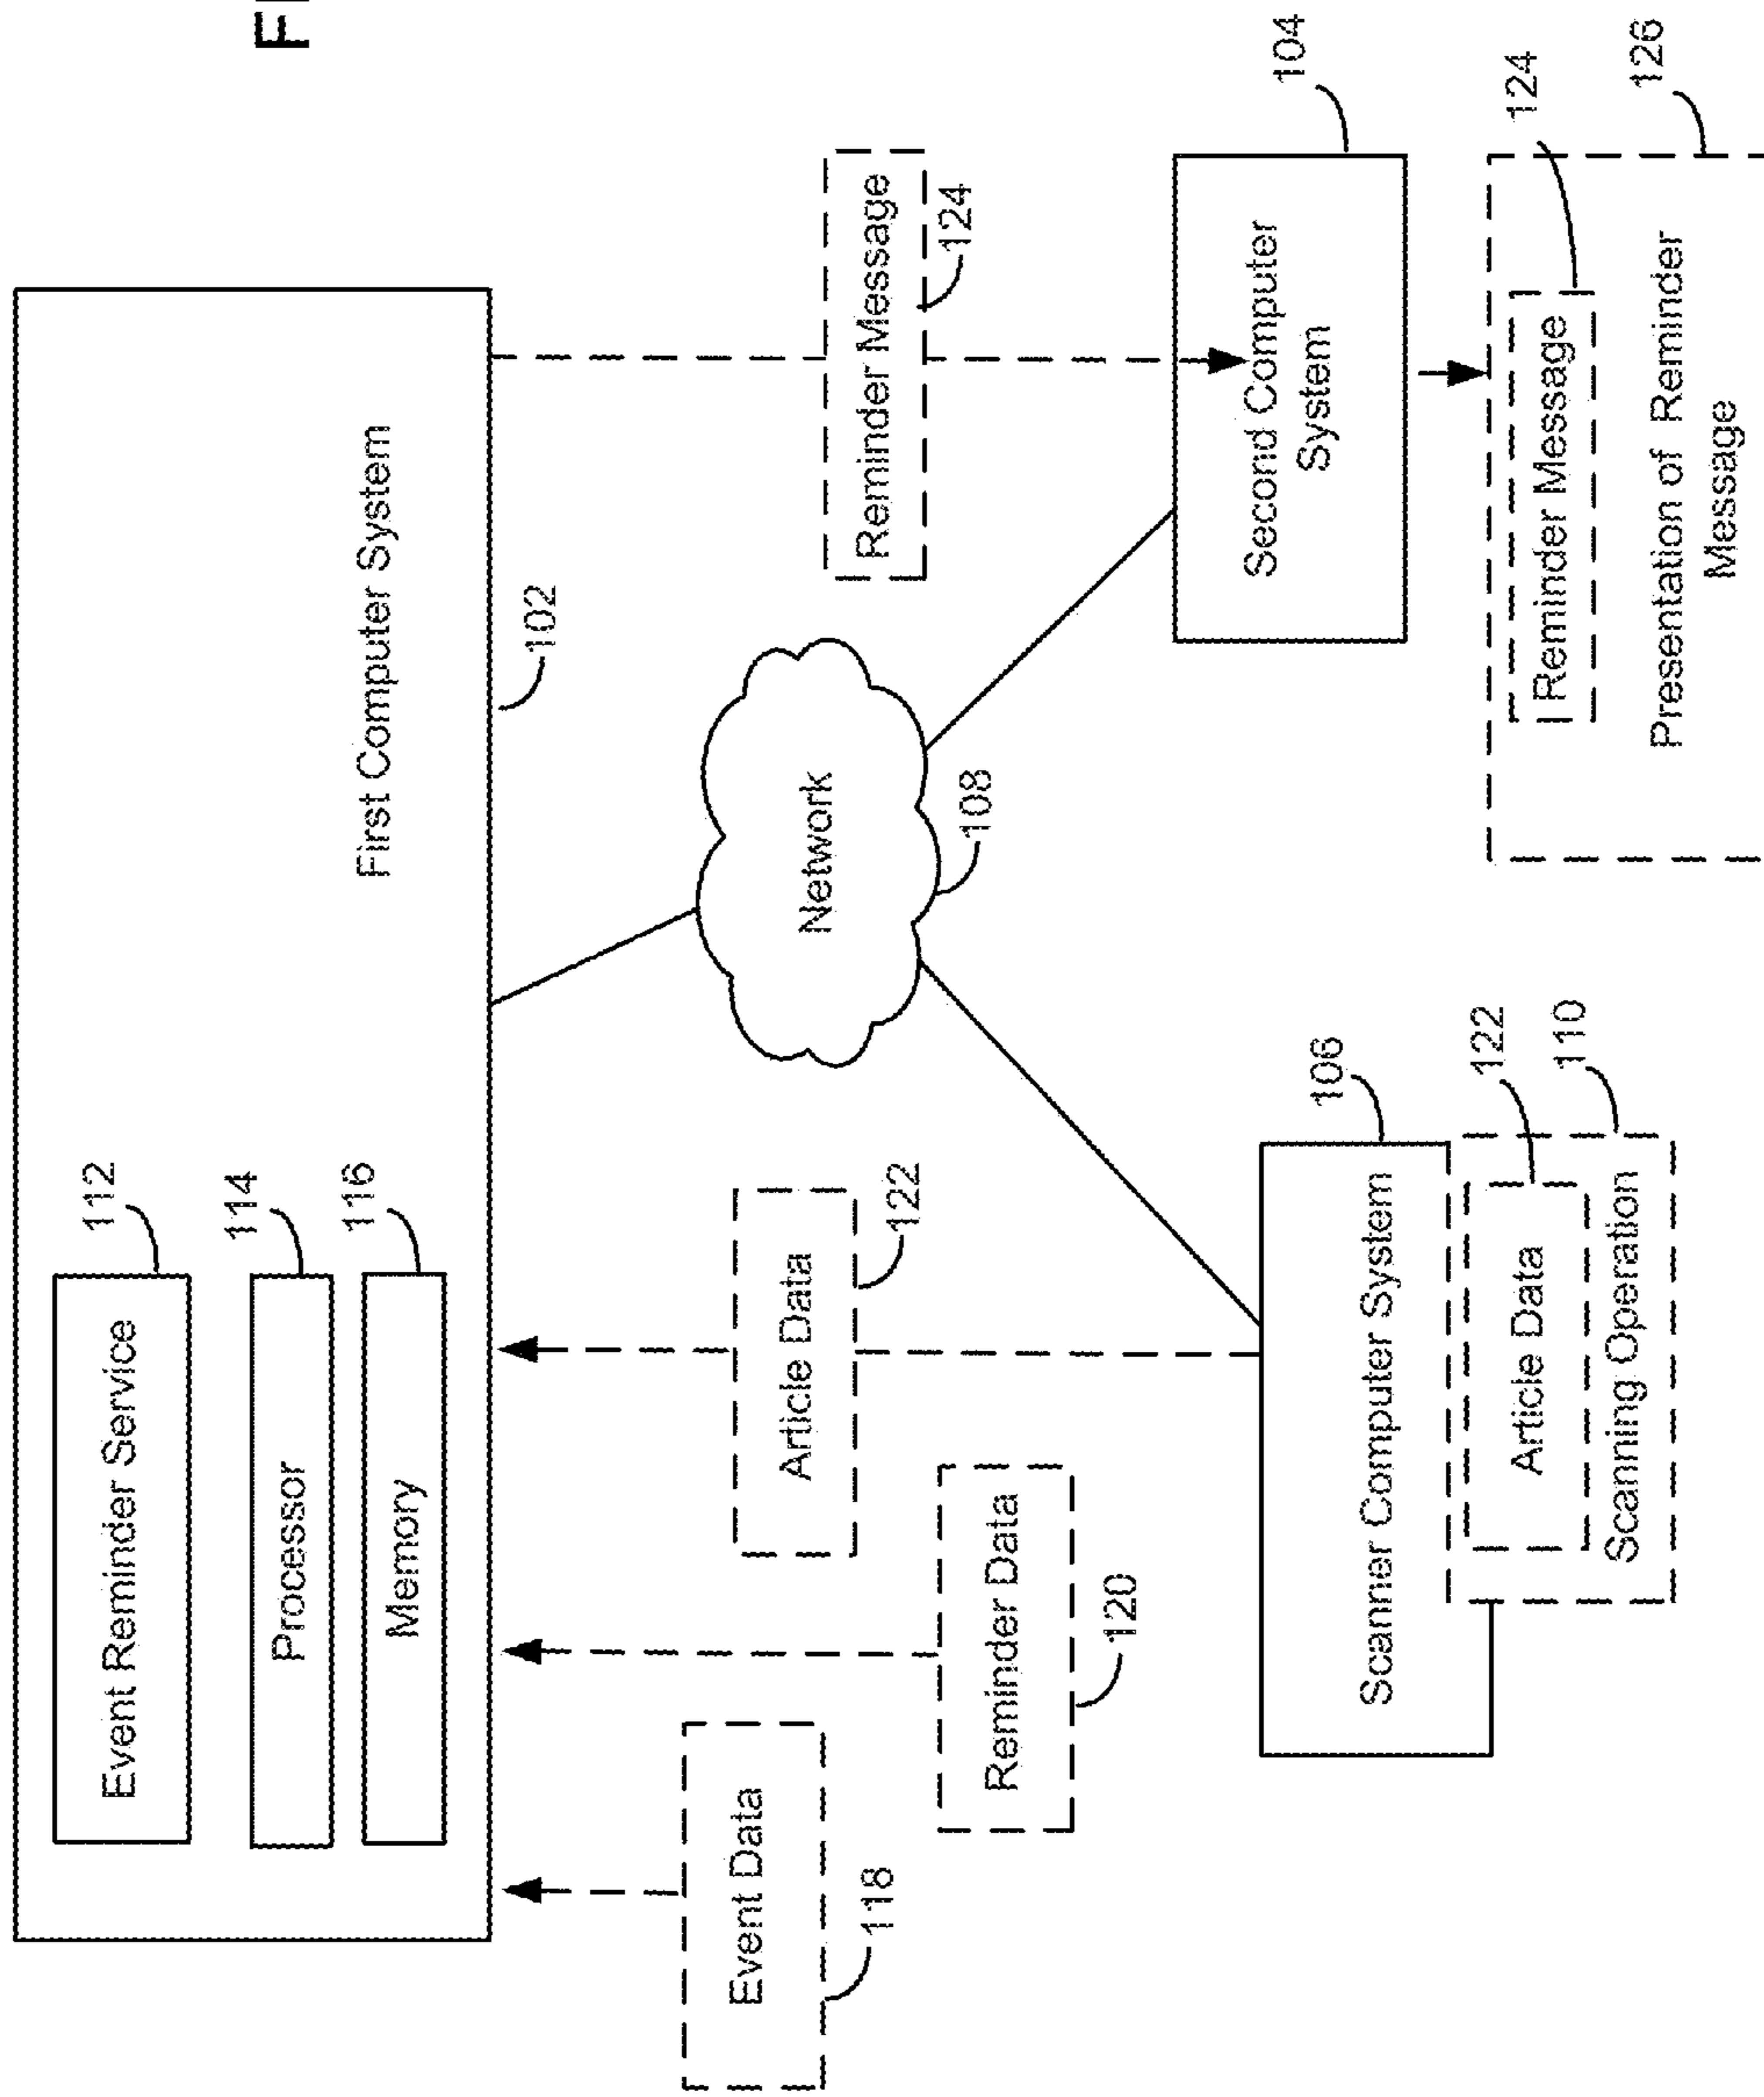 112
Event Reminder Service
114
Processor
116
Memory
First Computer System
102
Event Data
118
Article Data
122
Network
108
Reminder Message
124
Reminder Data
120
104
Second Computer
System
106
Scanner Computer System
122
Article Data
110
Scanning Operation
124
Reminder Message
126
Presentation of Reminder
Message